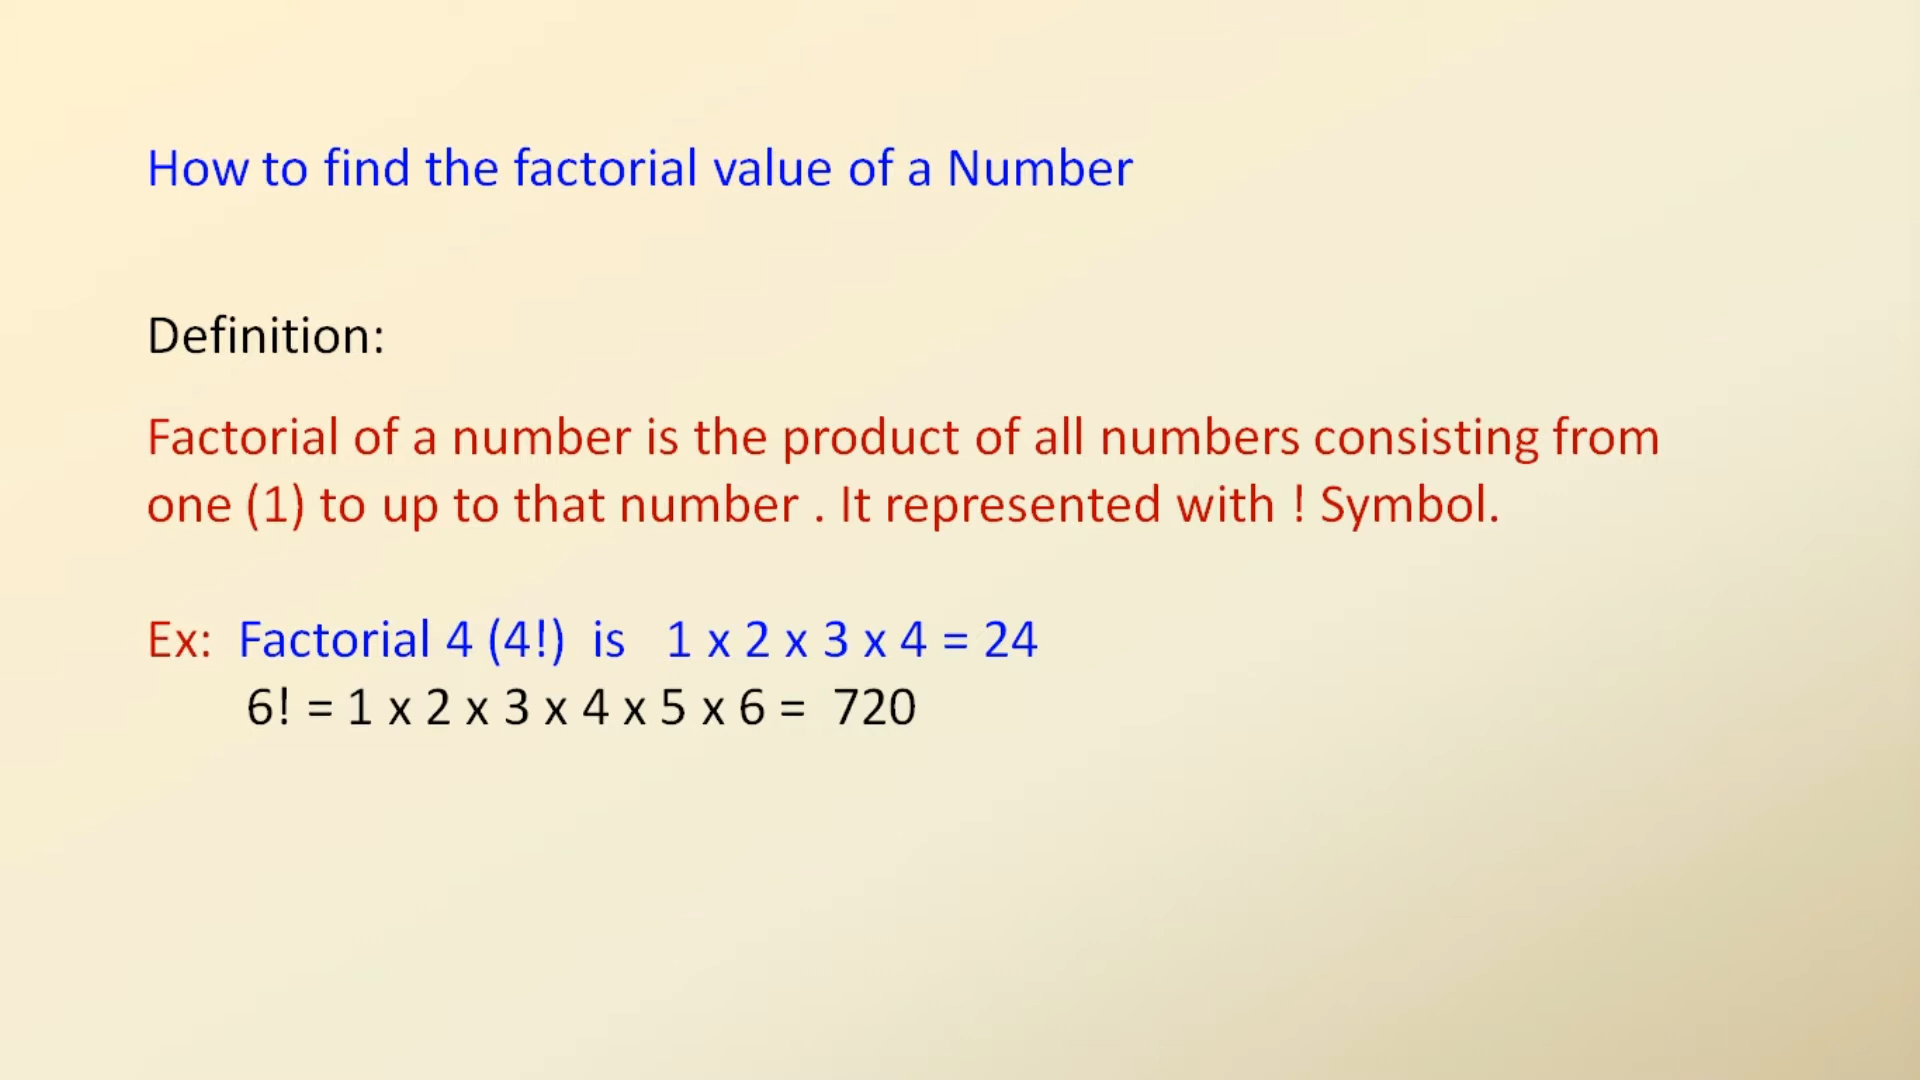 How to find the factorial value of a Number
Definition:
Factorial of a number is the product of all numbers consisting from
one (1) to up to that number . It represented with ! Symbol.
Ex: Factorial 4 (4!) is 1 x 2 x 3 x 4 = 24
6! = 1 x 2 x 3 x 4 x 5 x 6 = 720